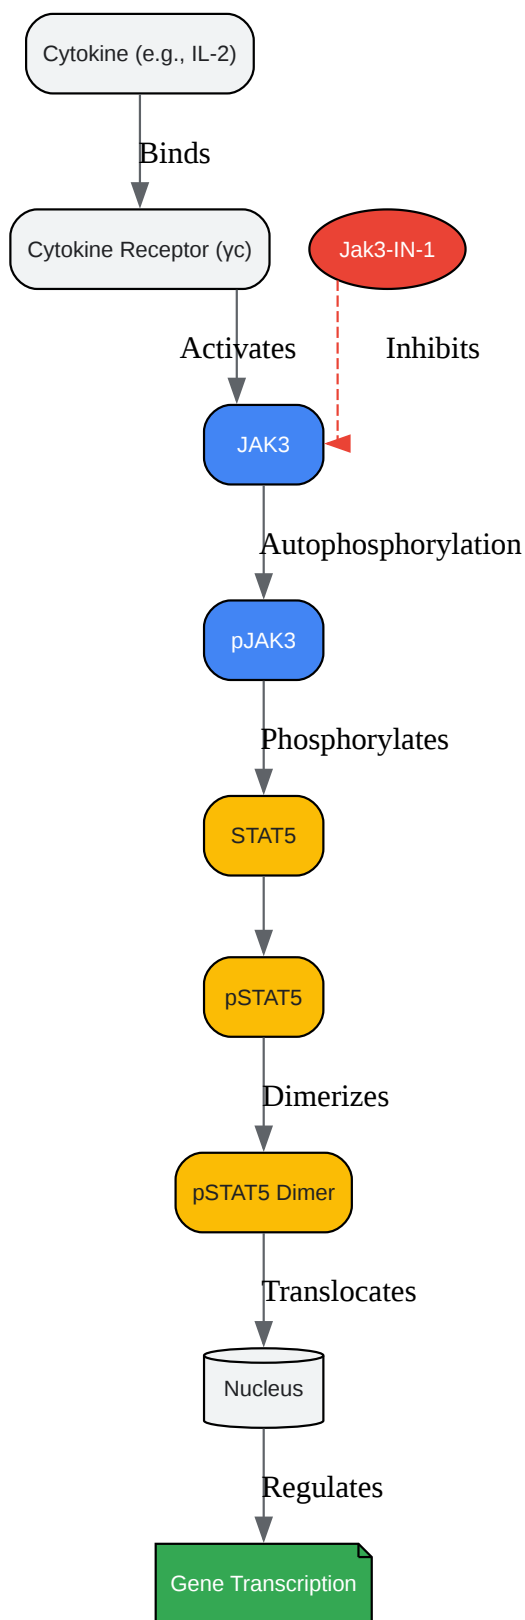 Cytokine (e.g., IL-2)
Binds
Cytokine Receptor (γc)
Jak3-IN-1
Activates
Inhibits
JAK3
Autophosphorylation
pJAK3
Phosphorylates
STAT5
pSTAT5
Dimerizes
pSTAT5 Dimer
Translocates
Nucleus
Regulates
Gene Transcription